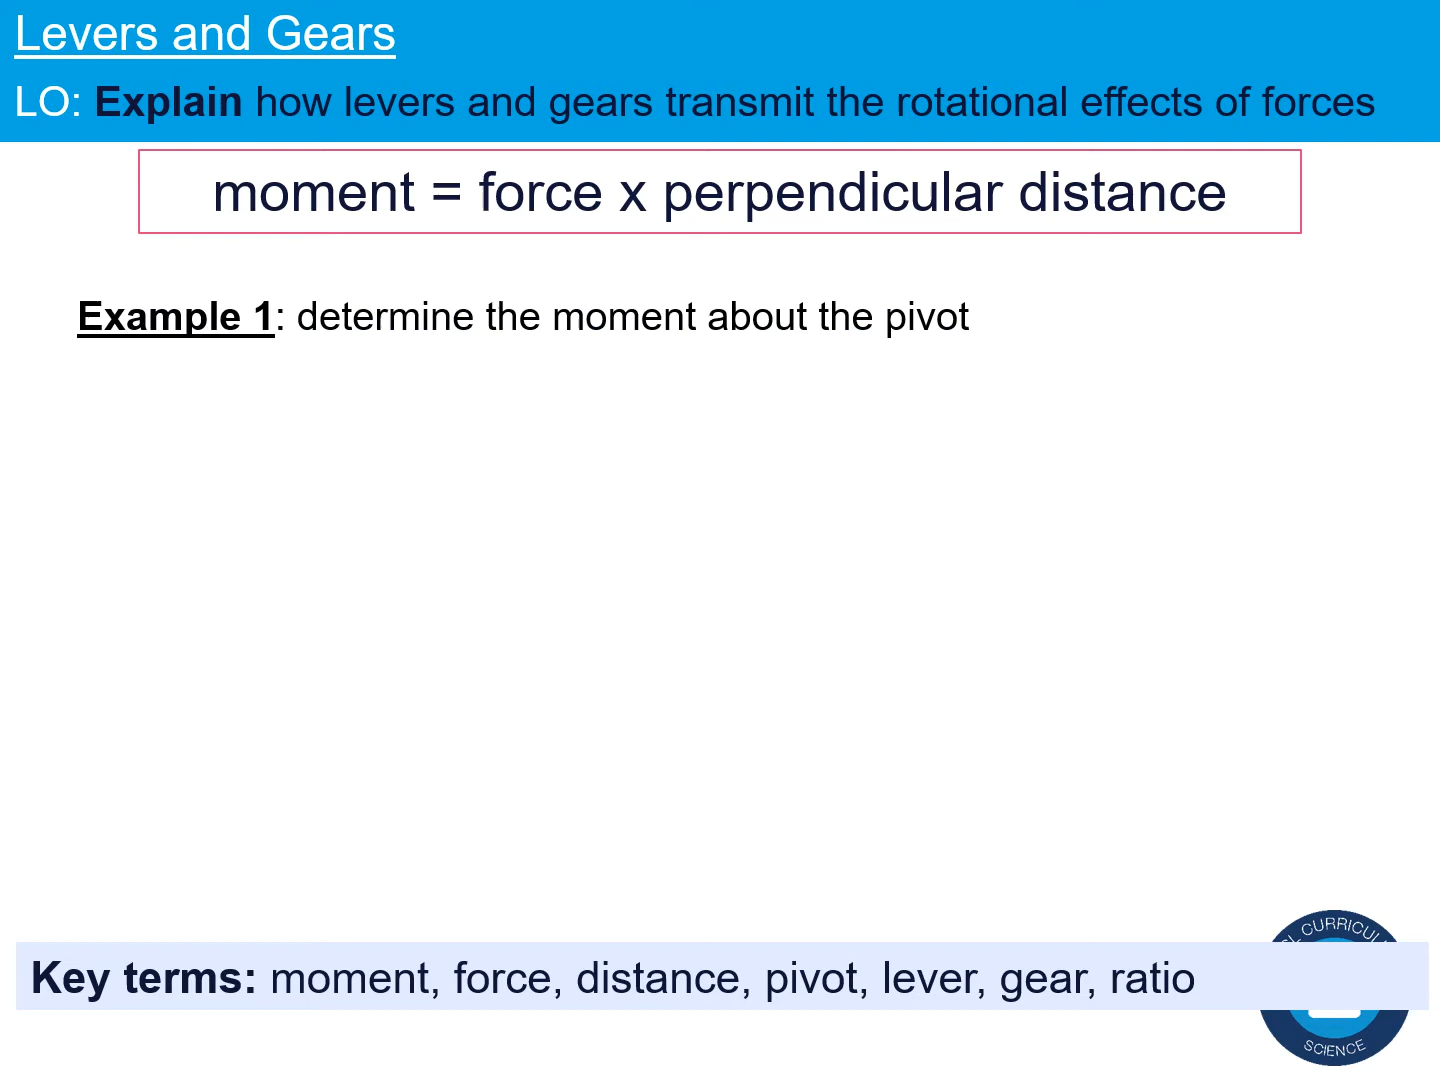 Levers and Gears
LO: Explain how levers and gears transmit the rotational effects of forces
moment = force x perpendicular distance
Example 1: determine the moment about the pivot
Key terms: moment, force, distance, pivot, lever, gear, ratio
SCIENCE